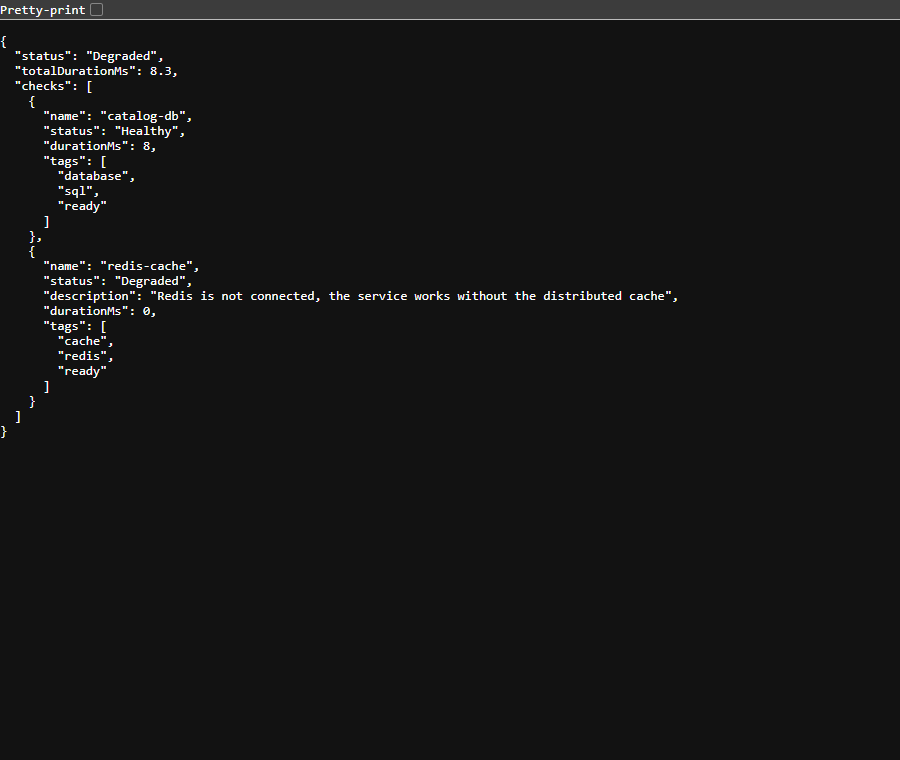 Pretty-print
{
  "status": "Degraded",
  "totalDurationMs": 8.3,
  "checks": [
    {
      "name": "catalog-db",
      "status": "Healthy",
      "durationMs": 8,
      "tags": [
        "database",
        "sql",
        "ready"
      ]
    },
    {
      "name": "redis-cache",
      "status": "Degraded",
      "description": "Redis is not connected, the service works without the distributed cache",
      "durationMs": 0,
      "tags": [
        "cache",
        "redis",
        "ready"
      ]
    }
  ]
}